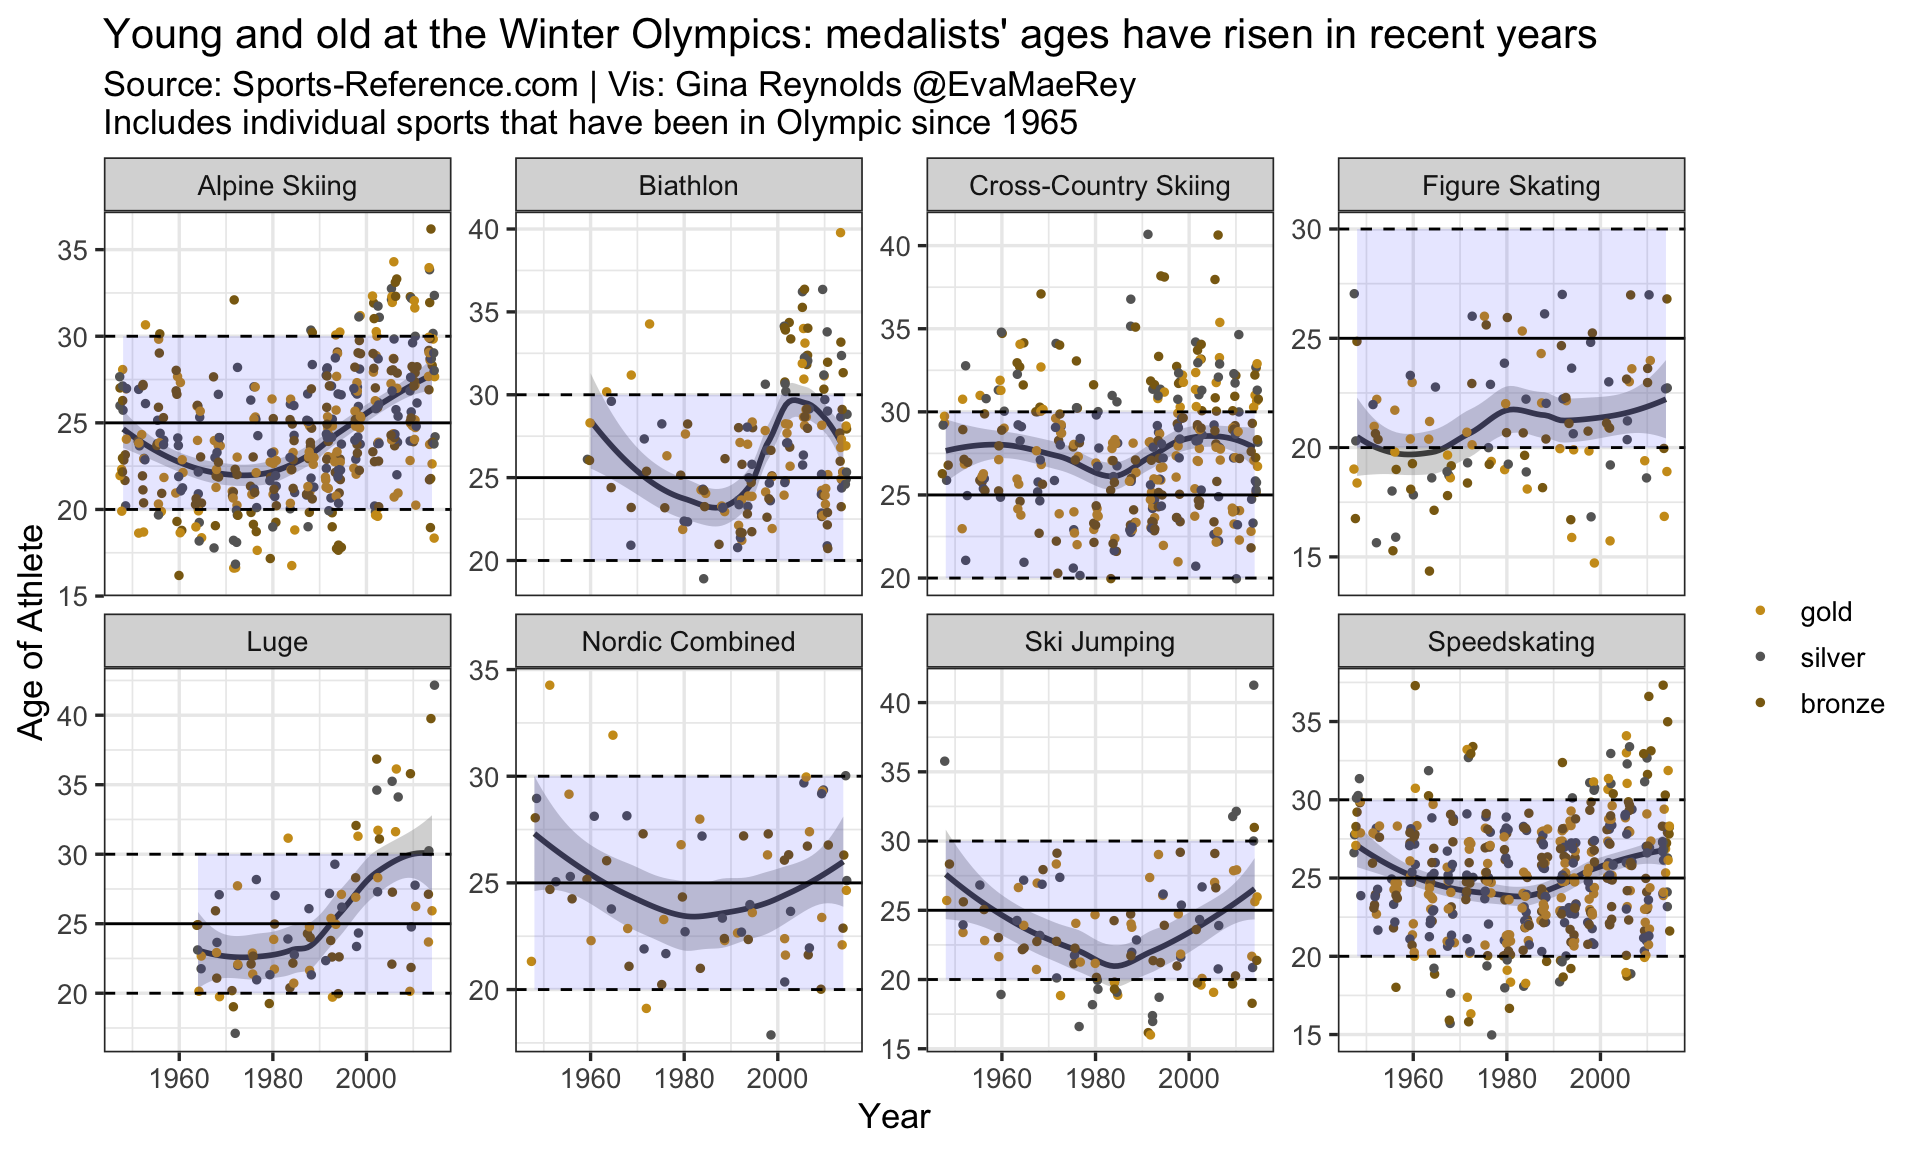 Young and old at the Winter Olympics: medalists' ages have risen in recent years
Source: Sports-Reference.com | Vis: Gina Reynolds @EvaMaeRey
Includes individual sports that have been in Olympic since 1965
Alpine Skiing
Biathlon
Cross-Country Skiing
Figure Skating
35
30
25
20
15
40
35
30
25
20
40
35
30
25
20
30
25
20
15
Age of Athlete
Luge
Nordic Combined
Ski Jumping
Speedskating
40
35
30
25
20
35
30
25
20
40
35
30
25
20
15
35
30
25
20
15
1960 1980 2000
1960 1980 2000
1960 1980 2000
1960 1980 2000
Year
gold
silver
bronze